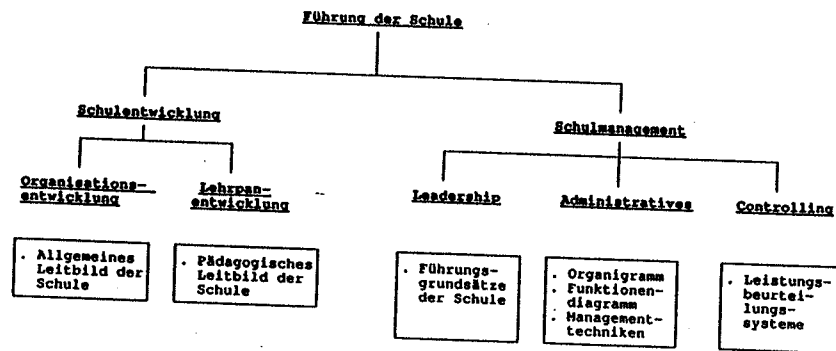 Führung der Schule
Schulentwicklung
Schulmanagement
Organisations-
entwicklung
Lehrpan-
entwicklung
Leadership
Administratives
Controlling
. Allgemeines
Leitbild der
Schule
. Pädagogisches
Leitbild der
Schule
. Führungs-
grundsätze
der Schule
. Organigramm
. Funktionen-
diagramm
. Management-
techniken
. Leistungs-
beurtei-
lungs-
systeme